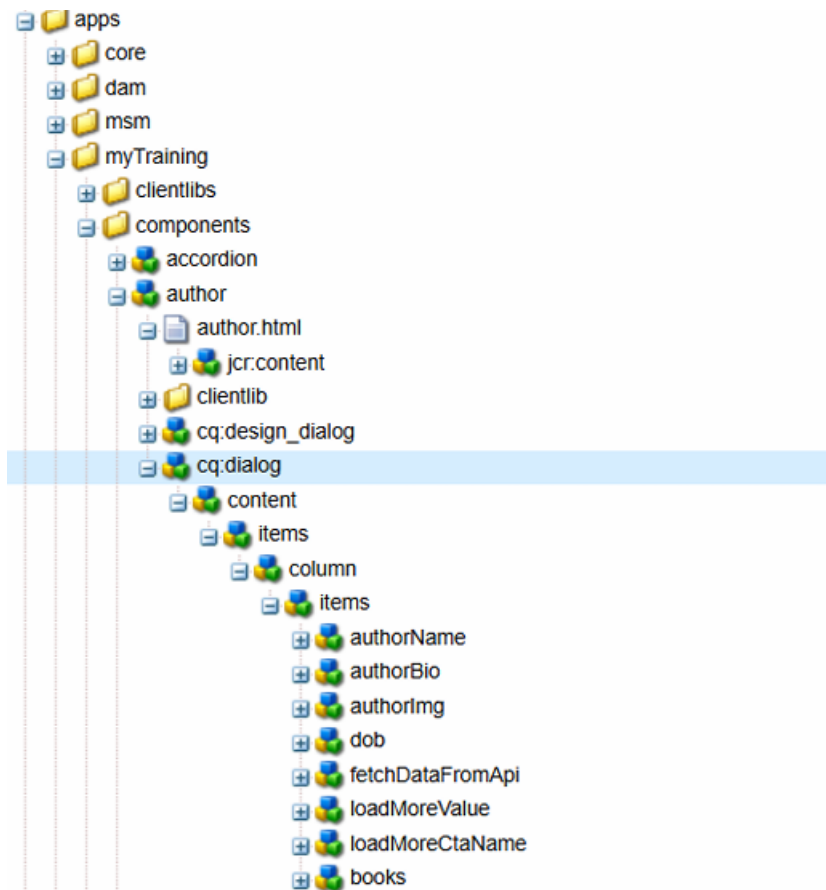 apps
core
dam
msm
myTraining
clientlibs
components
accordion
author
author.html
jcr:content
clientlib
cq:design_dialog
cq:dialog
content
items
column
items
authorName
authorBio
authorImg
dob
fetchDataFromApi
loadMoreValue
loadMoreCtaName
books